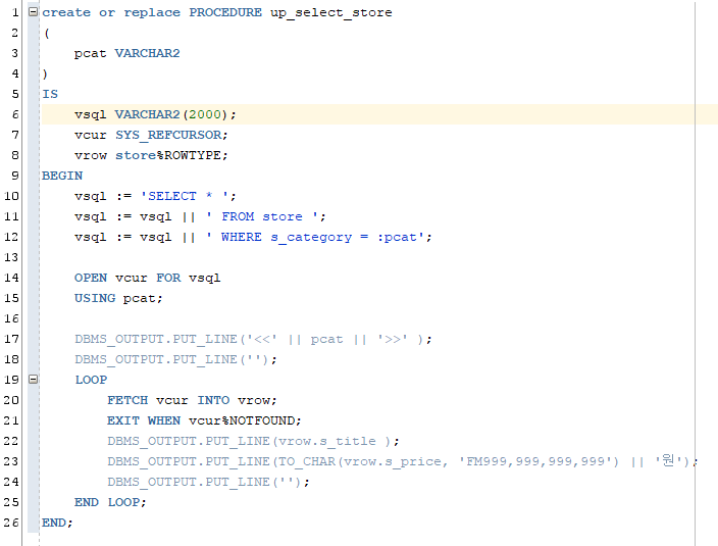 1 create or replace PROCEDURE up_select_store
2 (
3     pcat VARCHAR2
4 )
5 IS
6     vsql VARCHAR2(2000);
7     vcur SYS_REFCURSOR;
8     vrow store%ROWTYPE;
9 BEGIN
10     vsql := 'SELECT * ';
11     vsql := vsql || ' FROM store ';
12     vsql := vsql || ' WHERE s_category = :pcat';
13
14     OPEN vcur FOR vsql
15     USING pcat;
16
17     DBMS_OUTPUT.PUT_LINE('<<' || pcat || '>>' );
18     DBMS_OUTPUT.PUT_LINE('');
19     LOOP
20         FETCH vcur INTO vrow;
21         EXIT WHEN vcur%NOTFOUND;
22         DBMS_OUTPUT.PUT_LINE(vrow.s_title );
23         DBMS_OUTPUT.PUT_LINE(TO_CHAR(vrow.s_price, 'FM999,999,999,999') || '원');
24         DBMS_OUTPUT.PUT_LINE('');
25     END LOOP;
26 END;